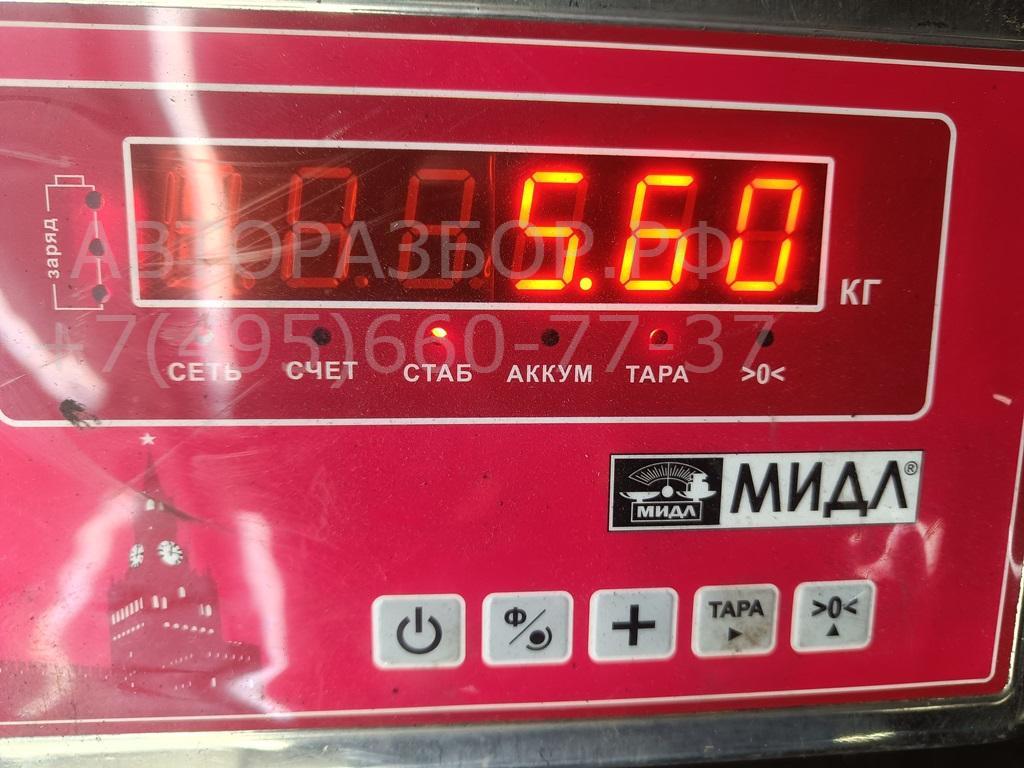 5.60
КГ
заряд
АВТОРАЗБОР.РФ
+7(495)660-77-37
СЕТЬ СЧЕТ СТАБ АККУМ ТАРА >0<
МИДЛ МИДЛ®
Ф ТАРА >0<